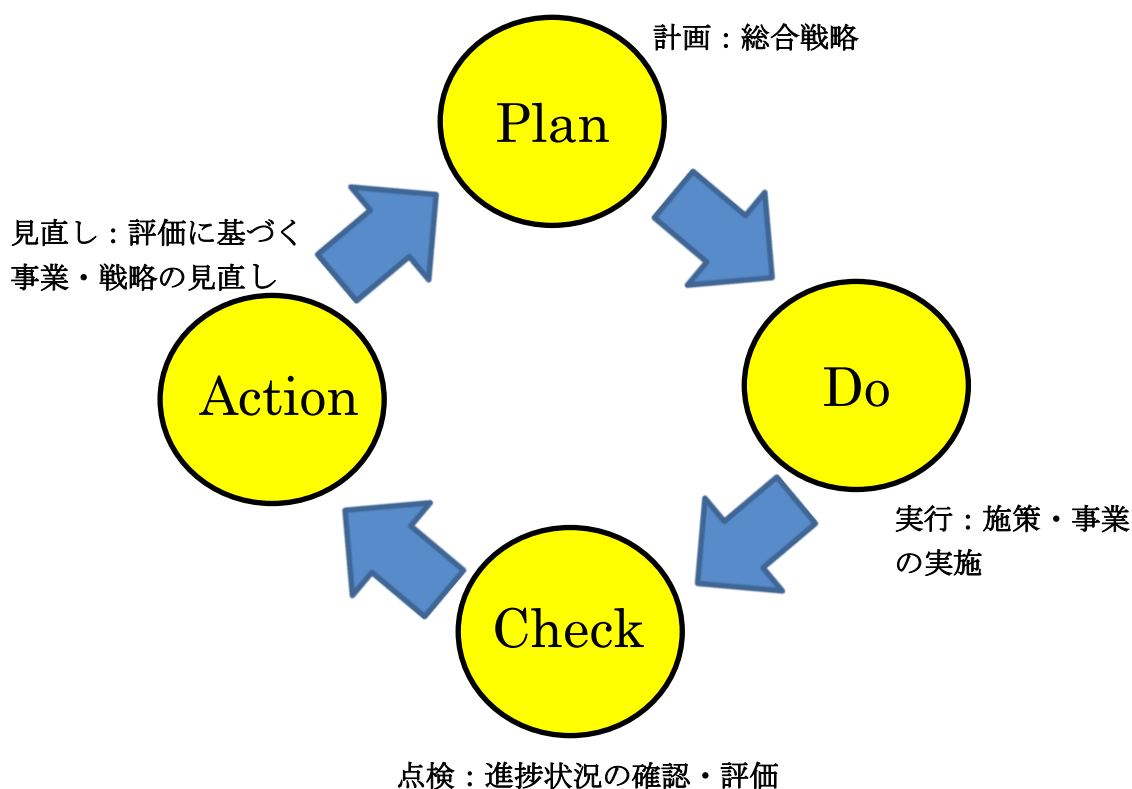 計画：総合戦略
Plan
見直し：評価に基づく
事業・戦略の見直し
Do
Action
実行：施策・事業
の実施
Check
点検：進捗状況の確認・評価